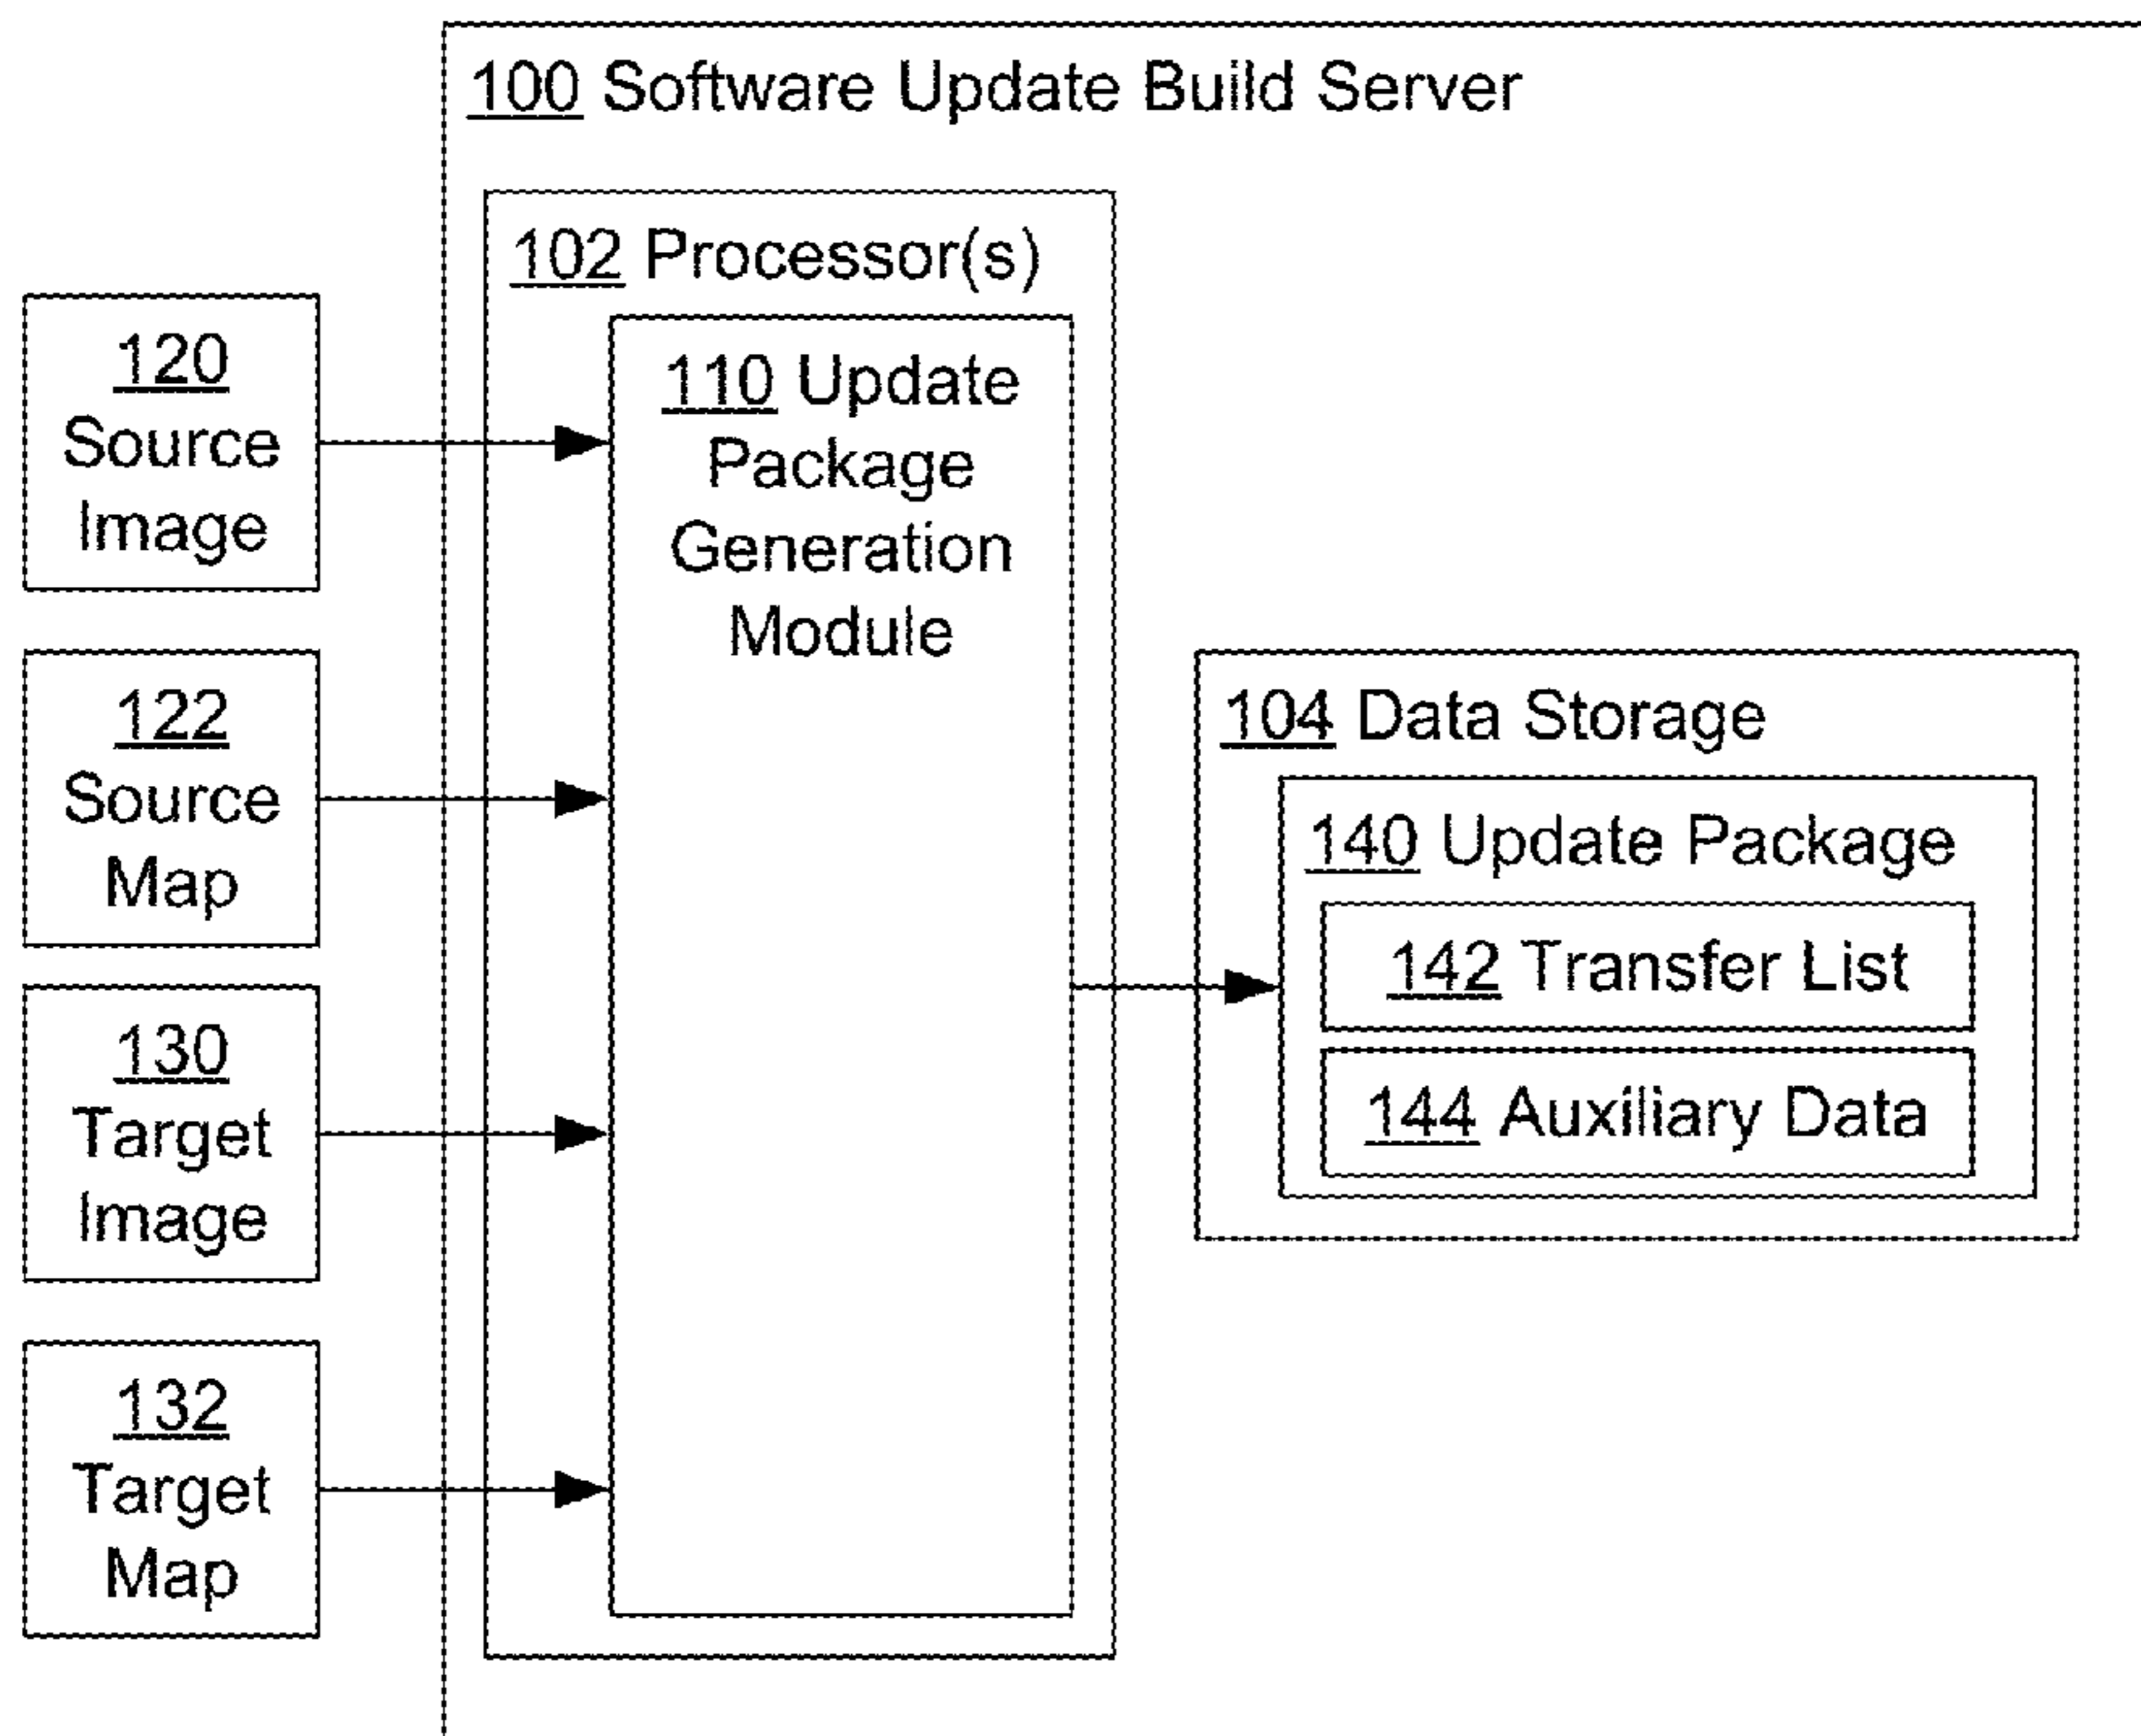 100 Software Update Build Server
102 Processor(s)
120
Source
Image
110 Update
Package
Generation
Module
122
Source
Map
104 Data Storage
140 Update Package
142 Transfer List
144 Auxiliary Data
130
Target
Image
132
Target
Map